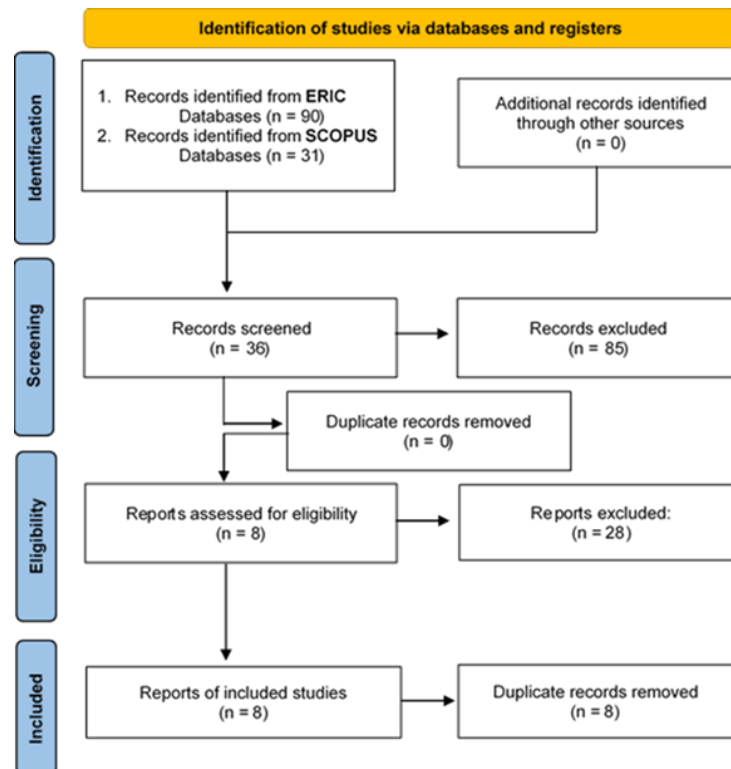 Identification of studies via databases and registers
Identification
1. Records identified from ERIC
Databases (n = 90)
2. Records identified from SCOPUS
Databases (n = 31)
Additional records identified
through other sources
(n = 0)
Screening
Records screened
(n = 36)
Records excluded
(n = 85)
Duplicate records removed
(n = 0)
Eligibility
Reports assessed for eligibility
(n = 8)
Reports excluded:
(n = 28)
Included
Reports of included studies
(n = 8)
Duplicate records removed
(n = 8)